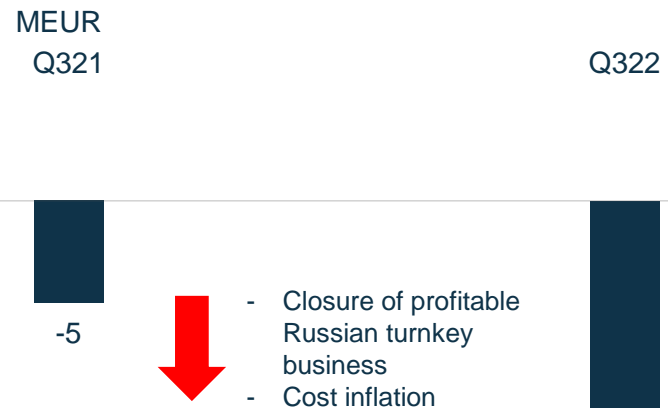 MEUR
Q321
Q322
-5
- Closure of profitable
Russian turnkey
business
- Cost inflation